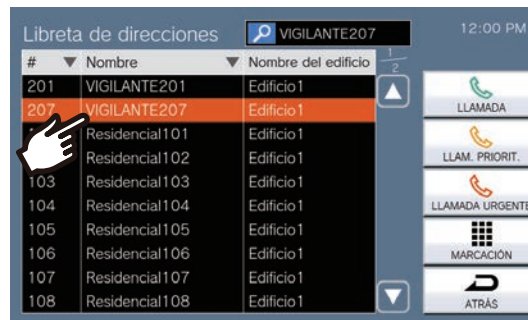 Libreta de direcciones VIGILANTE207 12:00 PM
# Nombre Nombre del edificio 1/2
201 VIGILANTE201 Edificio1
207 VIGILANTE207 Edificio1
Residencial101 Edificio1
Residencial102 Edificio1
103 Residencial103 Edificio1
104 Residencial104 Edificio1
105 Residencial105 Edificio1
106 Residencial106 Edificio1
107 Residencial107 Edificio1
108 Residencial108 Edificio1
LLAMADA
LLAM. PRIORIT.
LLAMADA URGENTE
MARCACIÓN
ATRÁS